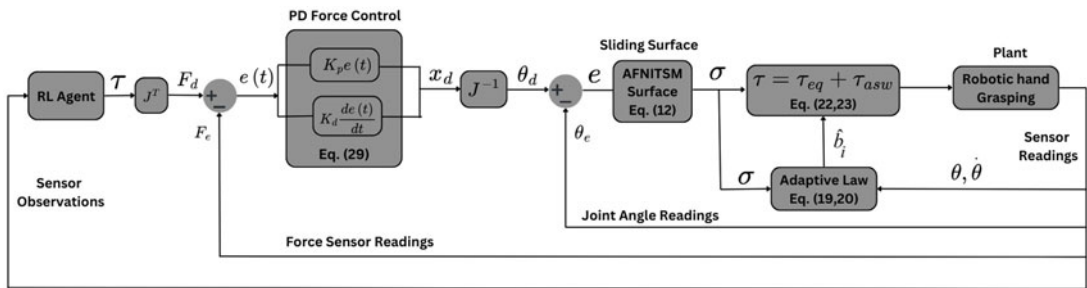 PD Force Control
RL Agent
τ
Jᵀ
F_d
+
−
e (t)
K_p e (t)
K_d de (t) / dt
Eq. (29)
x_d
J⁻¹
θ_d
+
−
e
Sliding Surface
AFNITSM
Surface
Eq. (12)
σ
τ = τ_eq + τ_asw
Eq. (22,23)
Plant
Robotic hand
Grasping
F_e
θ_e
b̂_i
Sensor
Readings
σ
Adaptive Law
Eq. (19,20)
θ, θ̇
Sensor
Observations
Joint Angle Readings
Force Sensor Readings